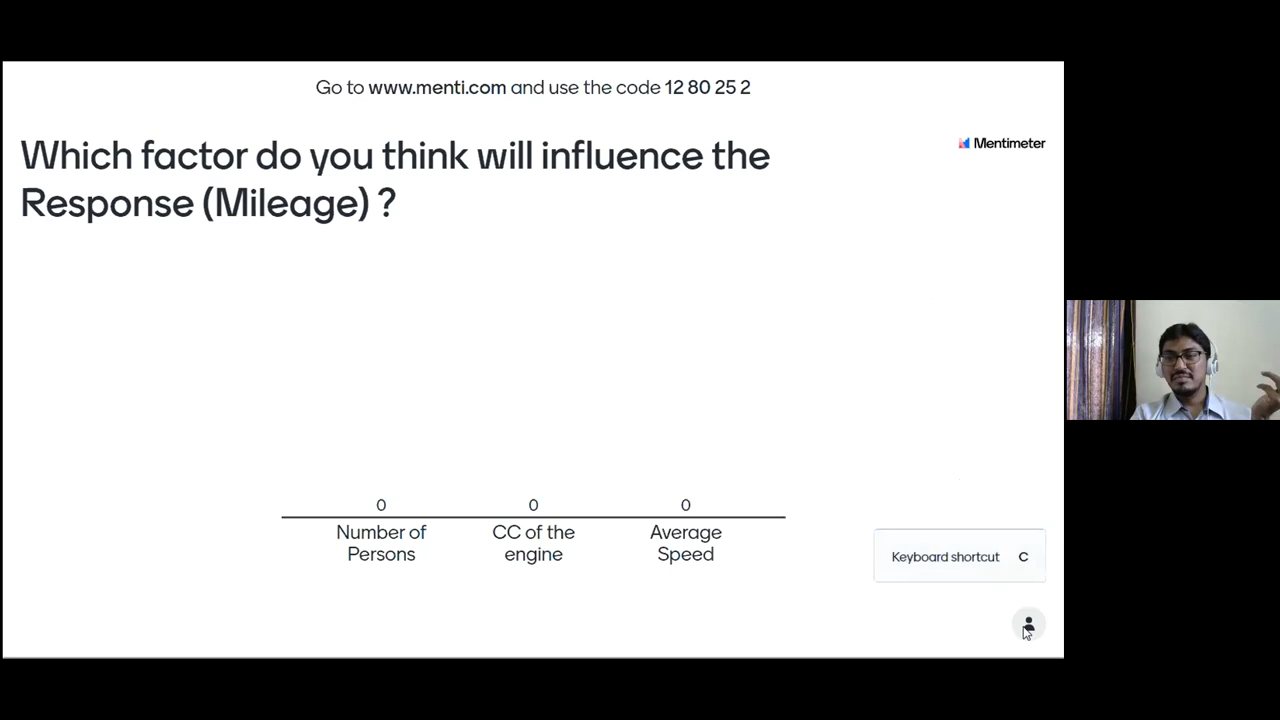 Go to www.menti.com and use the code 12 80 25 2
Which factor do you think will influence the
Response (Mileage) ?
Mentimeter
0 0 0
Number of Persons
CC of the engine
Average Speed
Keyboard shortcut C